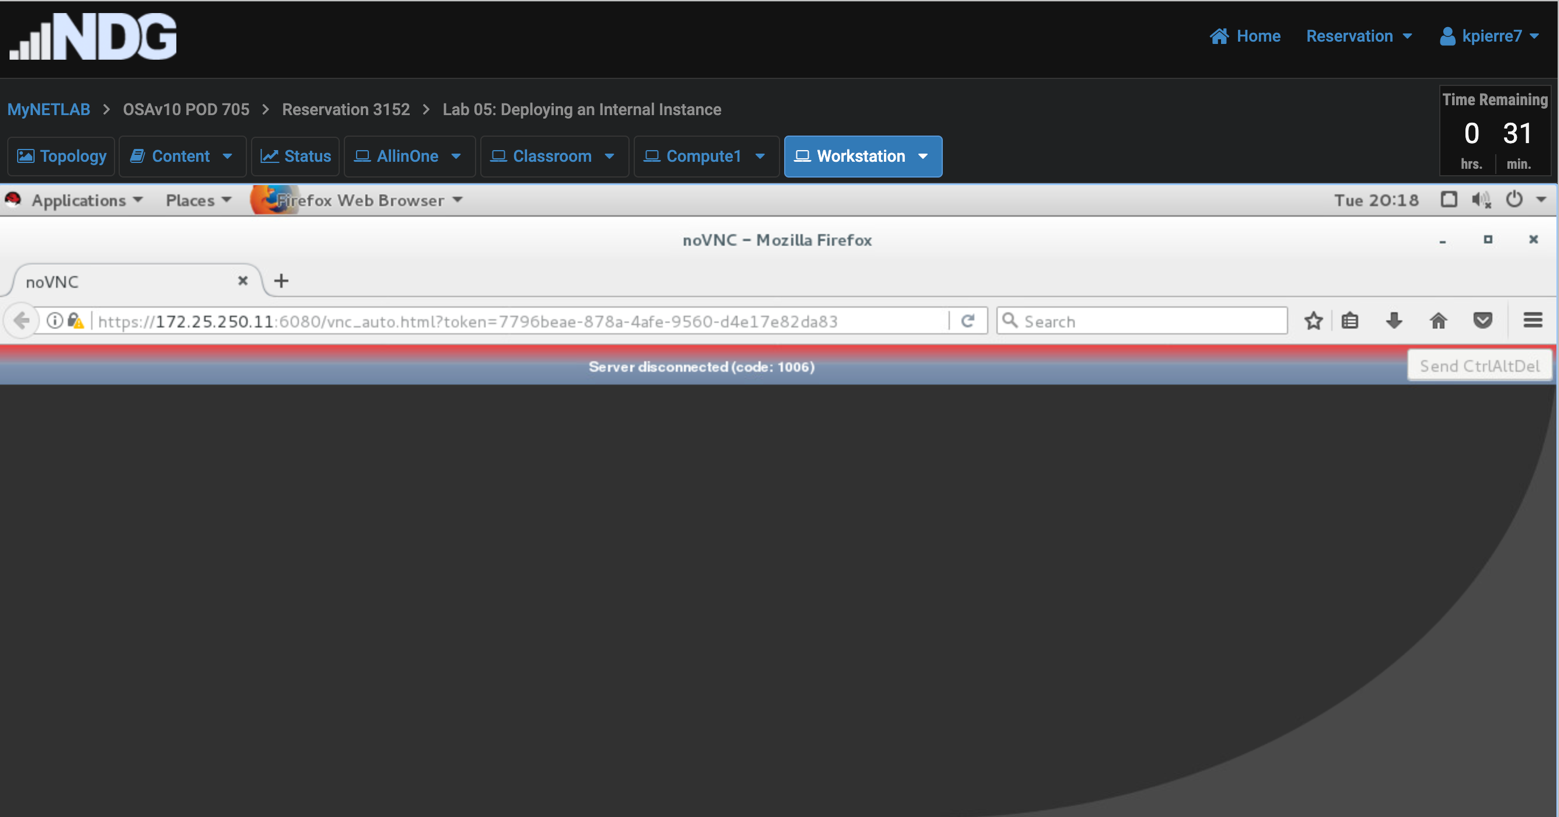 NDG
Home Reservation kpierre7
MyNETLAB > OSAv10 POD 705 > Reservation 3152 > Lab 05: Deploying an Internal Instance
Time Remaining
0 31
hrs. min.
Topology Content Status AllinOne Classroom Compute1 Workstation
Applications Places Firefox Web Browser Tue 20:18
noVNC – Mozilla Firefox
noVNC
https://172.25.250.11:6080/vnc_auto.html?token=7796beae-878a-4afe-9560-d4e17e82da83 Search
Server disconnected (code: 1006) Send CtrlAltDel